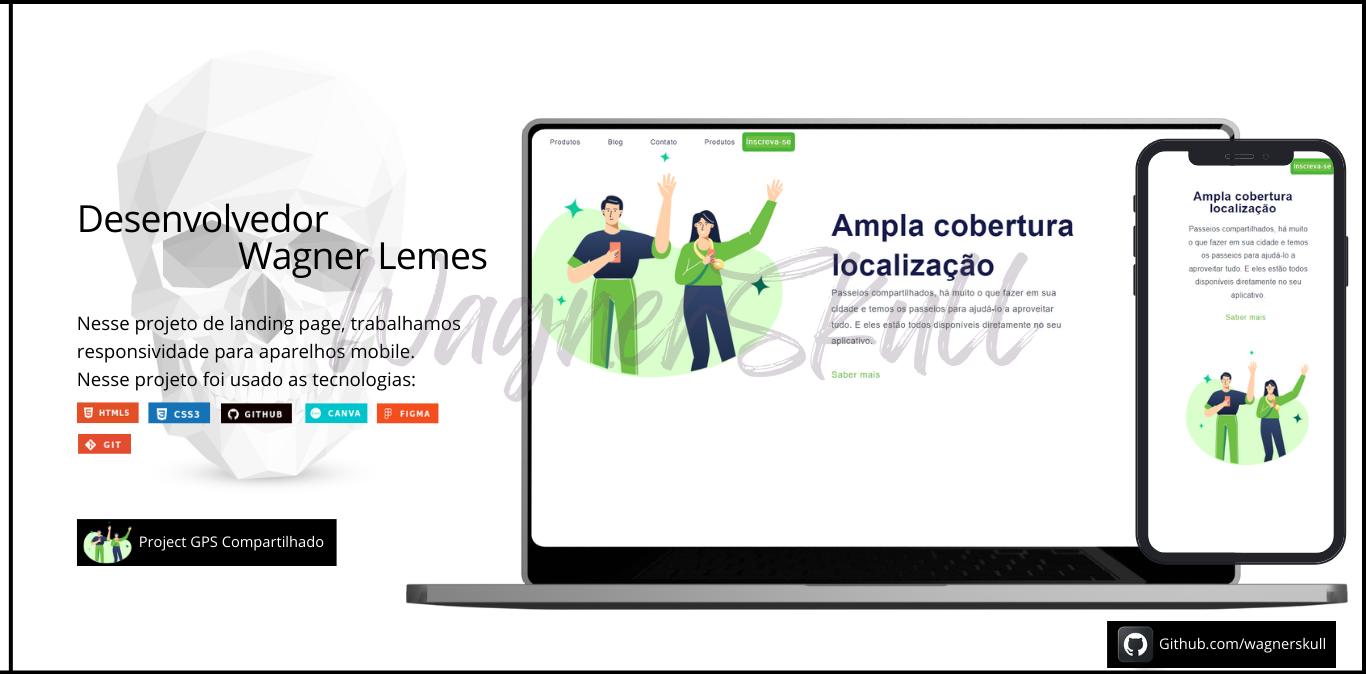 Desenvolvedor
Wagner Lemes
Nesse projeto de landing page, trabalhamos
responsividade para aparelhos mobile.
Nesse projeto foi usado as tecnologias:
HTML5 CSS3 GITHUB CANVA FIGMA
GIT
Project GPS Compartilhado
WagnerSkull
Produtos Blog Contato Produtos Inscreva-se
Ampla cobertura
localização
Passeios compartilhados, há muito o que fazer em sua
cidade e temos os passeios para ajudá-lo a aproveitar
tudo. E eles estão todos disponíveis diretamente no seu
aplicativo.
Saber mais
Inscreva-se
Ampla cobertura
localização
Passeios compartilhados, há muito
o que fazer em sua cidade e temos
os passeios para ajudá-lo a
aproveitar tudo. E eles estão todos
disponíveis diretamente no seu
aplicativo.
Saber mais
Github.com/wagnerskull